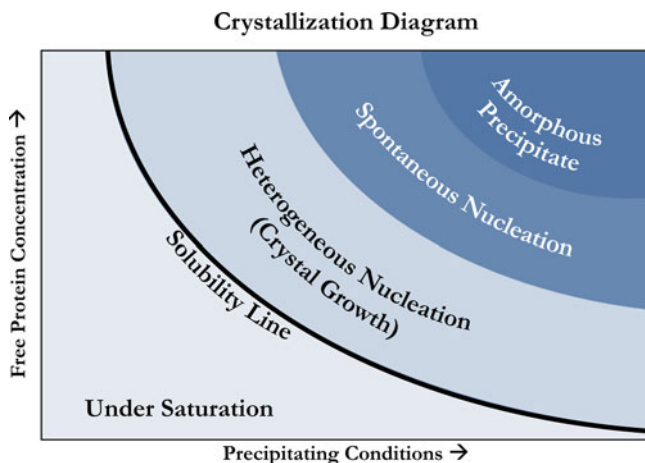 Crystallization Diagram
Free Protein Concentration →
Amorphous
Precipitate
Spontaneous Nucleation
Heterogeneous Nucleation
(Crystal Growth)
Solubility Line
Under Saturation
Precipitating Conditions →